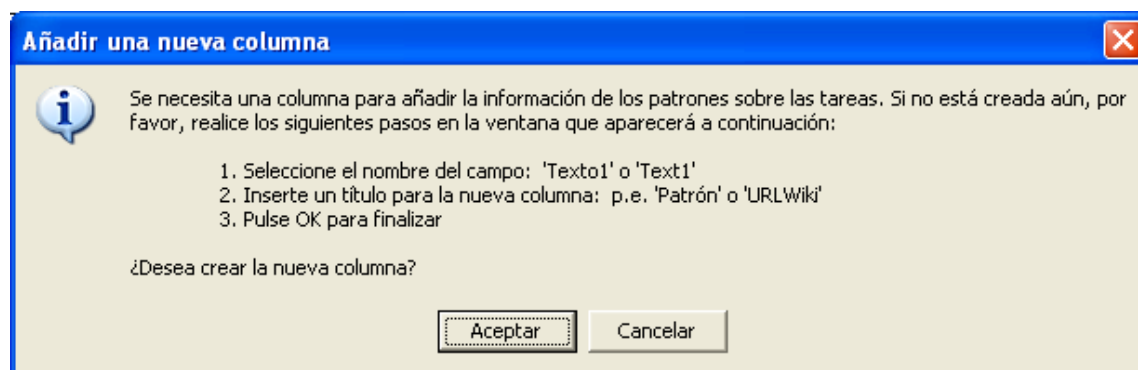 Añadir una nueva columna
Se necesita una columna para añadir la información de los patrones sobre las tareas. Si no está creada aún, por
favor, realice los siguientes pasos en la ventana que aparecerá a continuación:
1. Seleccione el nombre del campo: 'Texto1' o 'Text1'
2. Inserte un título para la nueva columna: p.e. 'Patrón' o 'URLWiki'
3. Pulse OK para finalizar
¿Desea crear la nueva columna?
Aceptar Cancelar